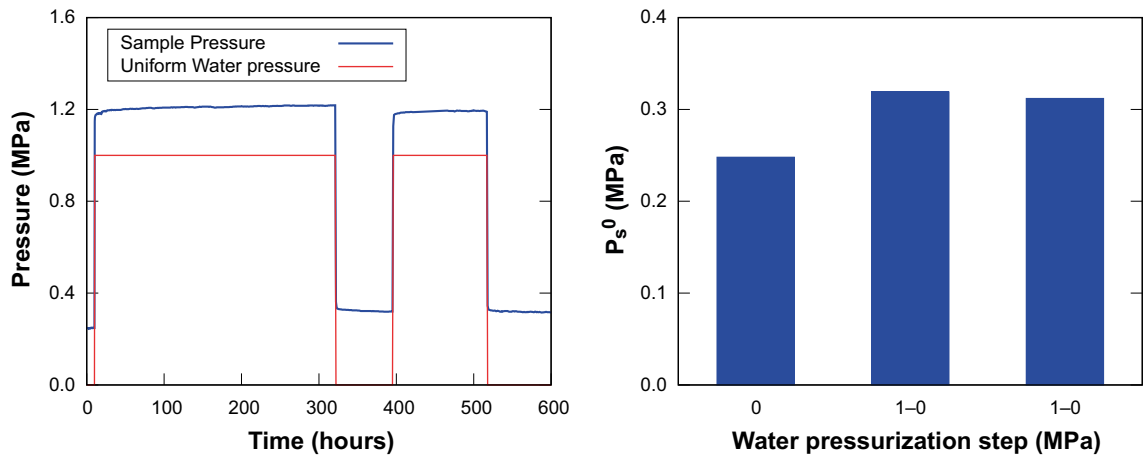 1.6
1.2
0.8
0.4
0.0
Pressure (MPa)
Sample Pressure
Uniform Water pressure
0 100 200 300 400 500 600
Time (hours)
0.4
0.3
0.2
0.1
0.0
Ps⁰ (MPa)
0 1–0 1–0
Water pressurization step (MPa)